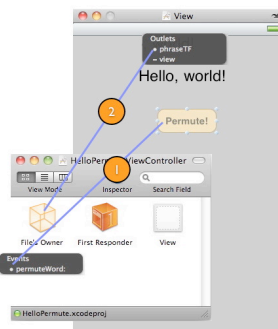 View
Outlets
phraseTF
view
Hello, world!
2
Permute!
1
View Mode Inspector Search Field
File's Owner First Responder View
Events
permuteWord:
HelloPermute.xcodeproj